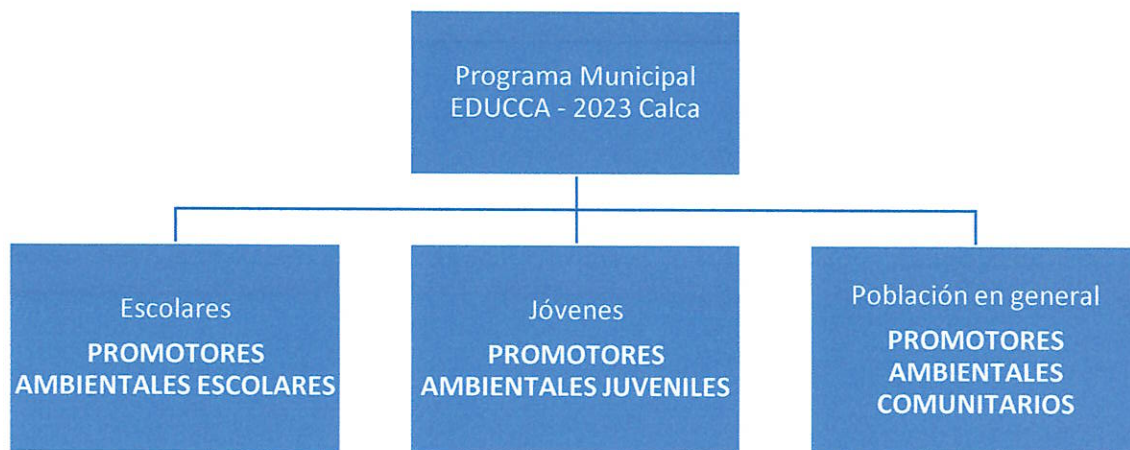 Programa Municipal
EDUCCA - 2023 Calca
Escolares
PROMOTORES
AMBIENTALES ESCOLARES
Jóvenes
PROMOTORES
AMBIENTALES JUVENILES
Población en general
PROMOTORES
AMBIENTALES
COMUNITARIOS